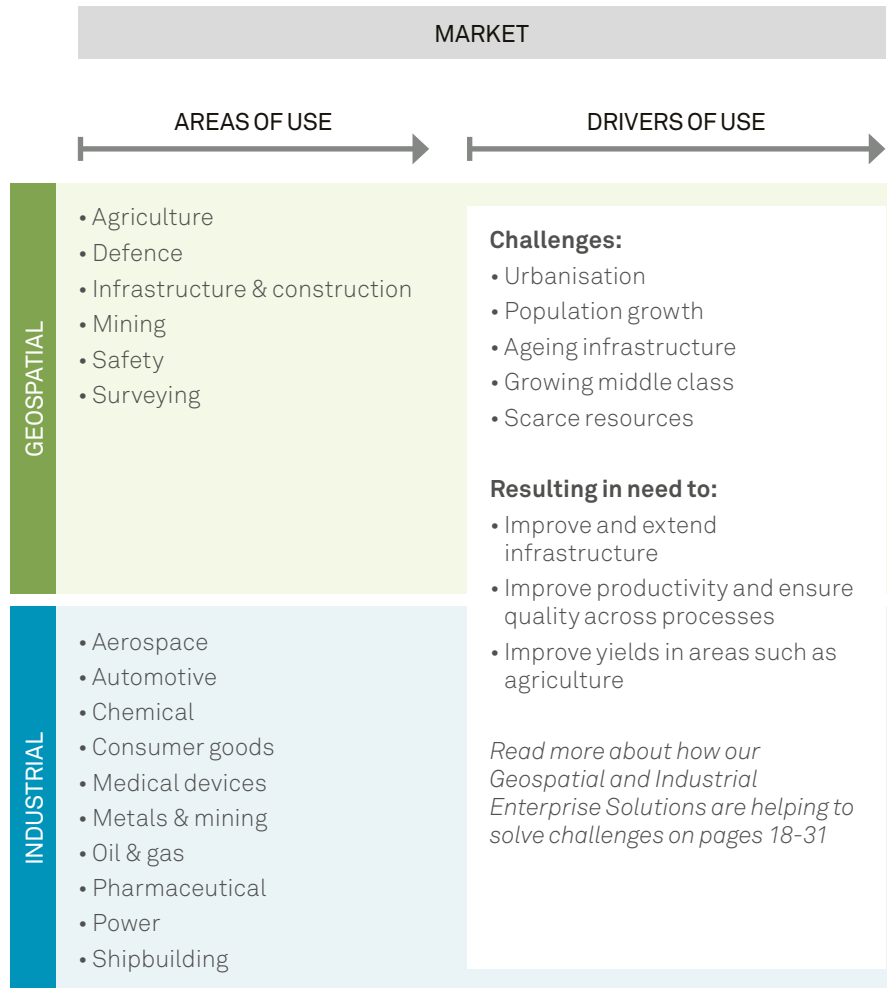 MARKET
AREAS OF USE
DRIVERS OF USE
GEOSPATIAL
• Agriculture
• Defence
• Infrastructure & construction
• Mining
• Safety
• Surveying
INDUSTRIAL
• Aerospace
• Automotive
• Chemical
• Consumer goods
• Medical devices
• Metals & mining
• Oil & gas
• Pharmaceutical
• Power
• Shipbuilding
Challenges:
• Urbanisation
• Population growth
• Ageing infrastructure
• Growing middle class
• Scarce resources
Resulting in need to:
• Improve and extend
infrastructure
• Improve productivity and ensure
quality across processes
• Improve yields in areas such as
agriculture
Read more about how our
Geospatial and Industrial
Enterprise Solutions are helping to
solve challenges on pages 18-31